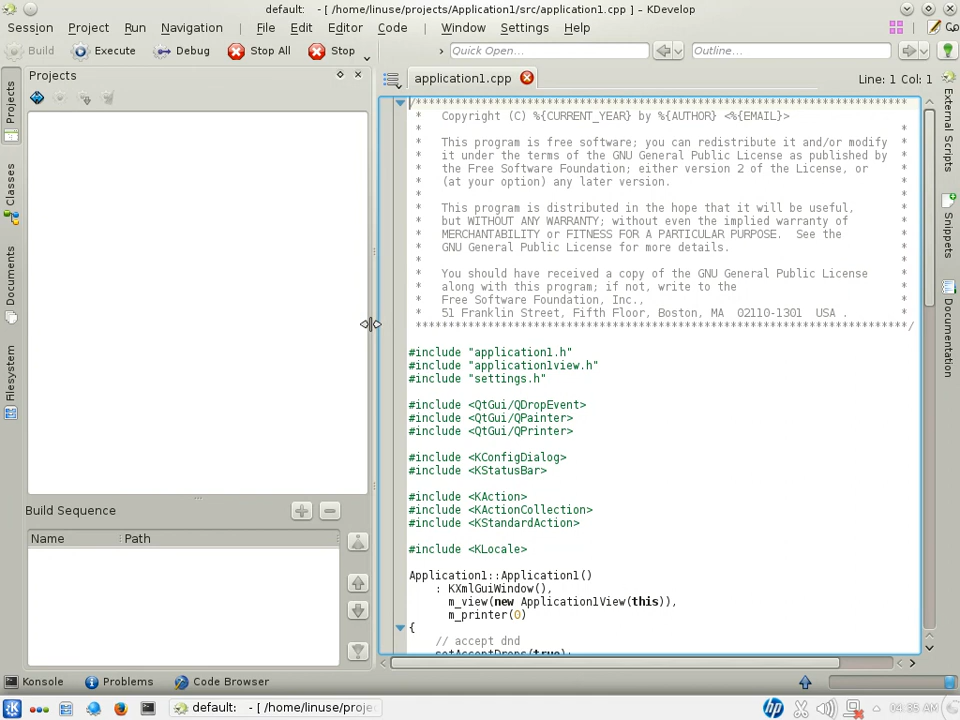 default:   - [ /home/linuse/projects/Application1/src/application1.cpp ] – KDevelop
Session Project Run Navigation File Edit Editor Code Window Settings Help Co
Build Execute Debug Stop All Stop Quick Open... Outline...
Projects
application1.cpp
Line: 1 Col: 1
Projects
Classes
Documents
Filesystem
/******************************************************************************
 *   Copyright (C) %{CURRENT_YEAR} by %{AUTHOR} <%{EMAIL}>
 *                                                                         *
 *   This program is free software; you can redistribute it and/or modify  *
 *   it under the terms of the GNU General Public License as published by  *
 *   the Free Software Foundation; either version 2 of the License, or     *
 *   (at your option) any later version.                                   *
 *                                                                         *
 *   This program is distributed in the hope that it will be useful,       *
 *   but WITHOUT ANY WARRANTY; without even the implied warranty of        *
 *   MERCHANTABILITY or FITNESS FOR A PARTICULAR PURPOSE.  See the         *
 *   GNU General Public License for more details.                          *
 *                                                                         *
 *   You should have received a copy of the GNU General Public License     *
 *   along with this program; if not, write to the                         *
 *   Free Software Foundation, Inc.,                                       *
 *   51 Franklin Street, Fifth Floor, Boston, MA  02110-1301  USA .        *
 ***************************************************************************/
#include "application1.h"
#include "application1view.h"
#include "settings.h"
#include <QtGui/QDropEvent>
#include <QtGui/QPainter>
#include <QtGui/QPrinter>
#include <KConfigDialog>
#include <KStatusBar>
#include <KAction>
#include <KActionCollection>
#include <KStandardAction>
#include <KLocale>
Application1::Application1()
    : KXmlGuiWindow(),
      m_view(new Application1View(this)),
      m_printer(0)
{
    // accept dnd
    setAcceptDrops(true);
External Scripts
Snippets
Documentation
Build Sequence
Name Path
Konsole Problems Code Browser
default:   - [ /home/linuse/proje
hp
04:35 AM